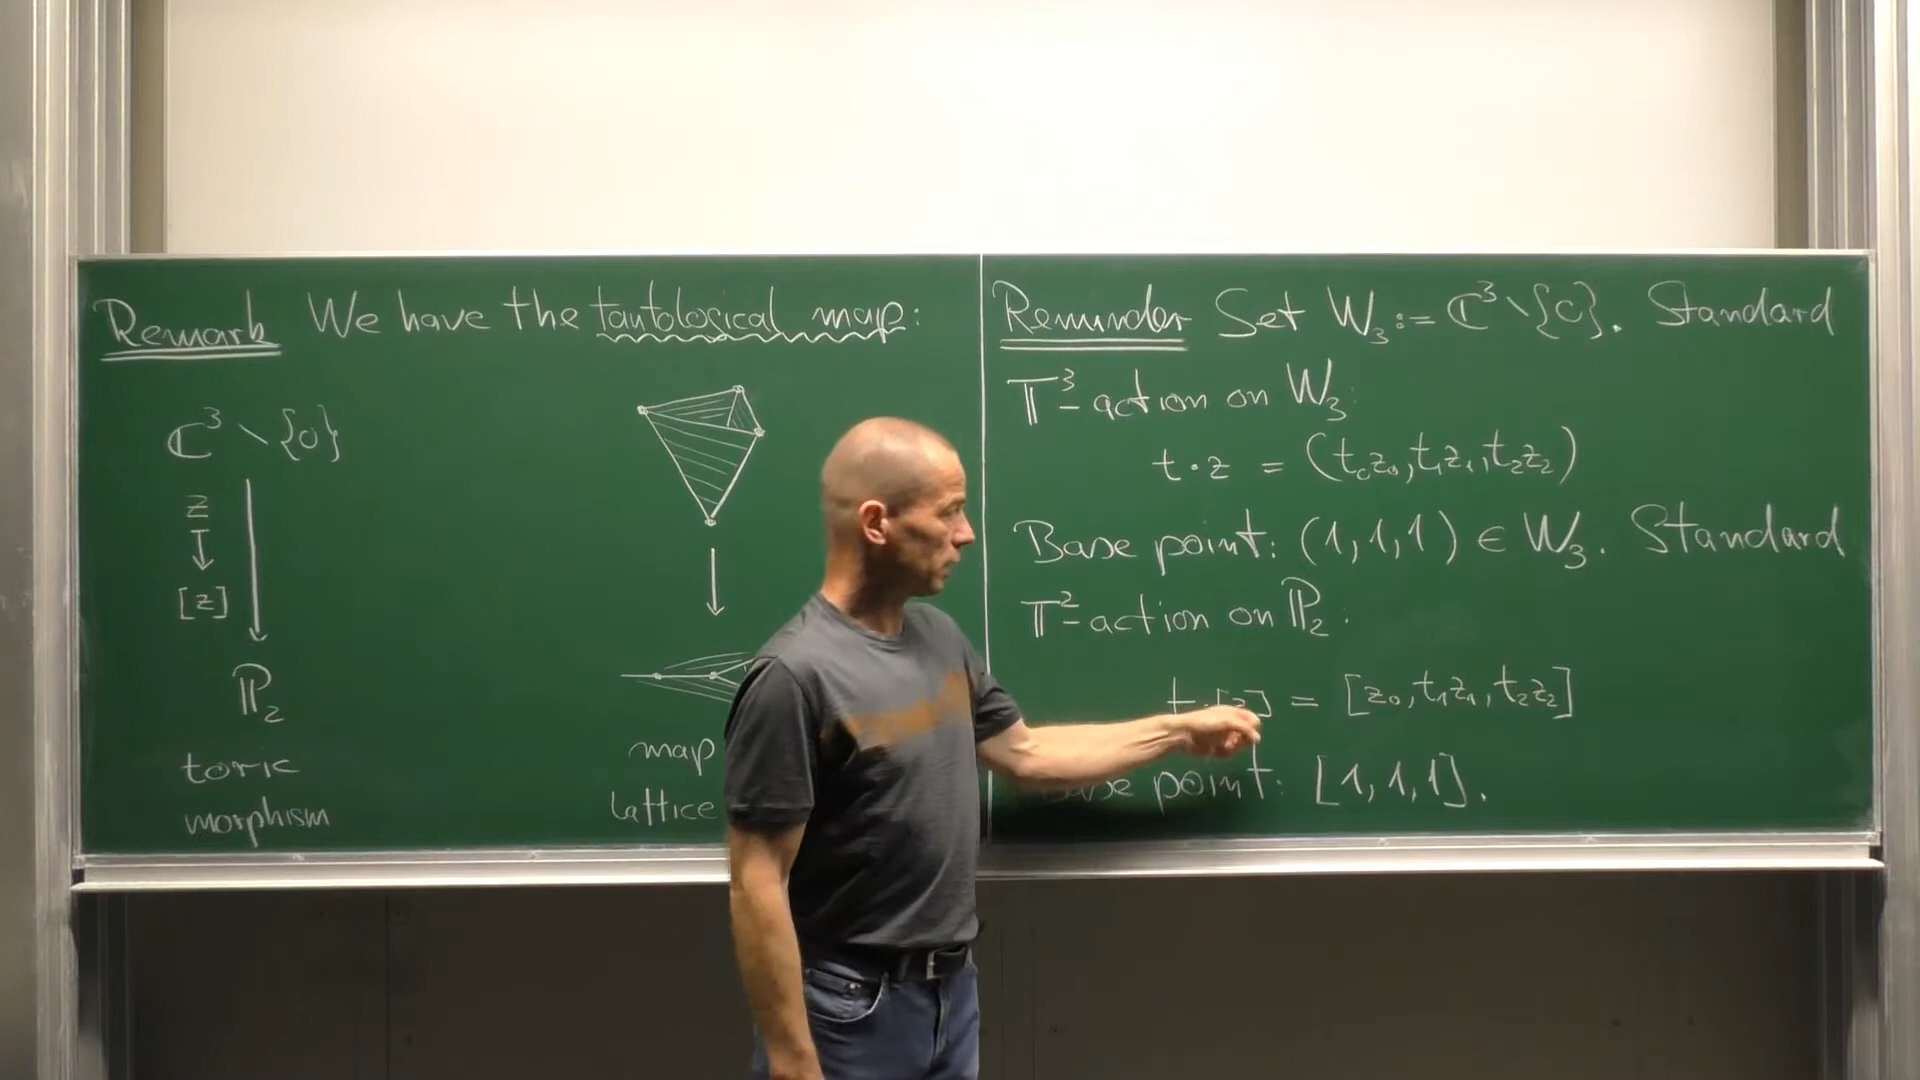 Remark We have the tautological map:
ℂ³ \ {0}
z
↧
[z]
ℙ₂
toric
morphism
map
lattice
Reminder Set W₃ := ℂ³ \ {0}. Standard
𝕋³-action on W₃:
t·z = (t₀z₀, t₁z₁, t₂z₂)
Base point: (1,1,1) ∈ W₃. Standard
𝕋²-action on ℙ₂:
t·[z] = [z₀, t₁z₁, t₂z₂]
Base point: [1,1,1].